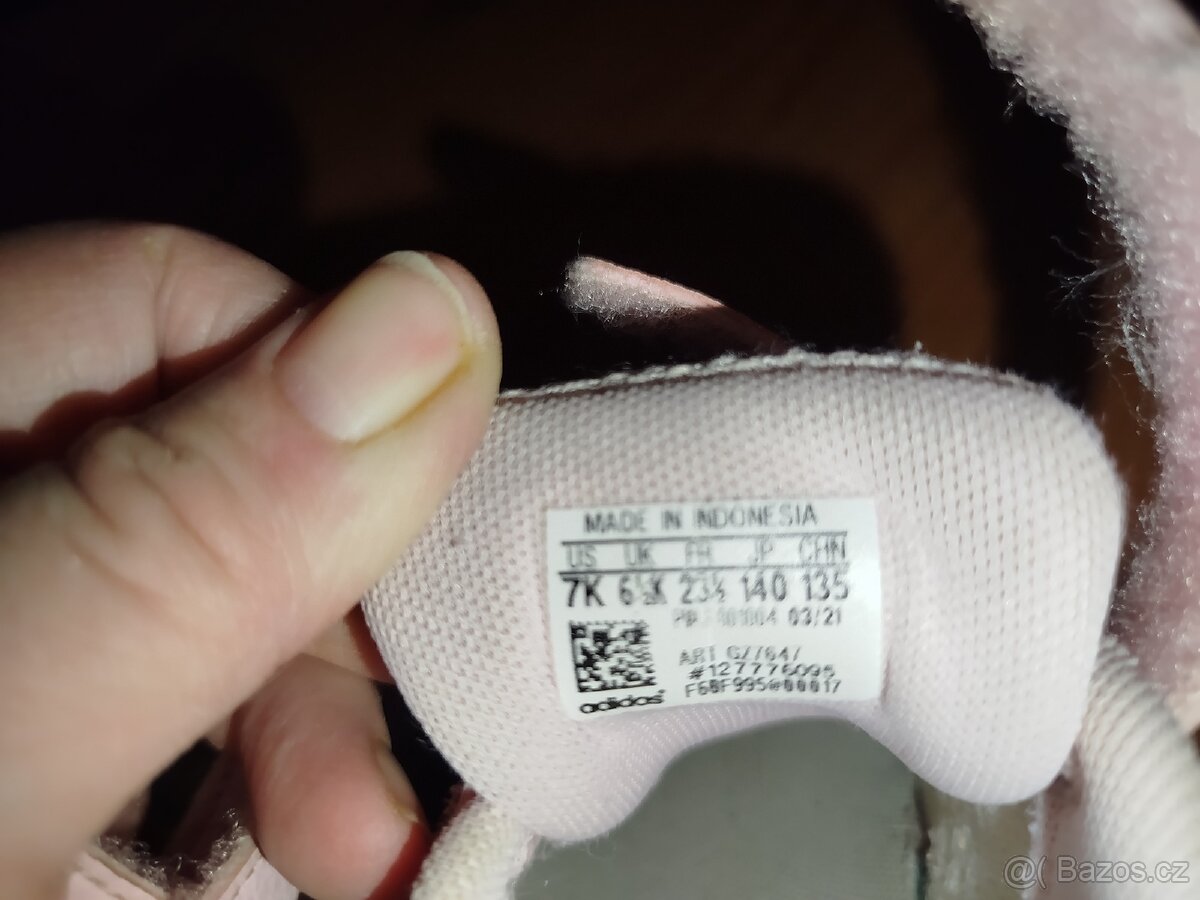 MADE IN INDONESIA
US UK FR JP CHN
7K 6½K 23½ 140 135
03/21
ART
#127776095
adidas
@( Bazos.cz